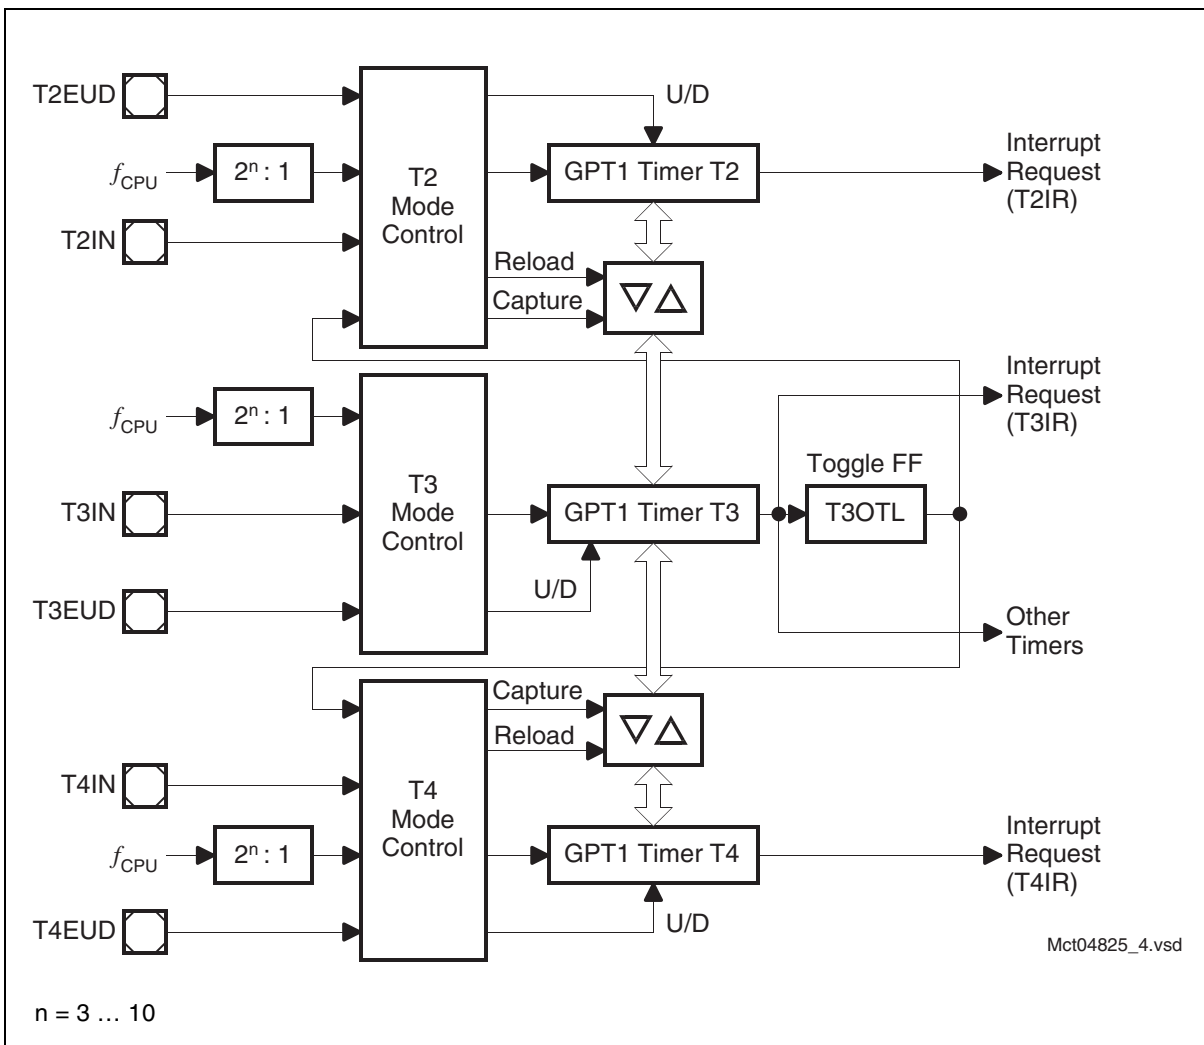 T2EUD
U/D
Interrupt
Request
(T2IR)
fCPU
2ⁿ : 1
T2
Mode
Control
GPT1 Timer T2
T2IN
Reload
Capture
Interrupt
Request
(T3IR)
fCPU
2ⁿ : 1
T3
Mode
Control
Toggle FF
T3IN
GPT1 Timer T3
T3OTL
U/D
T3EUD
Other
Timers
Capture
Reload
T4IN
T4
Mode
Control
Interrupt
Request
(T4IR)
fCPU
2ⁿ : 1
GPT1 Timer T4
T4EUD
U/D
Mct04825_4.vsd
n = 3 … 10